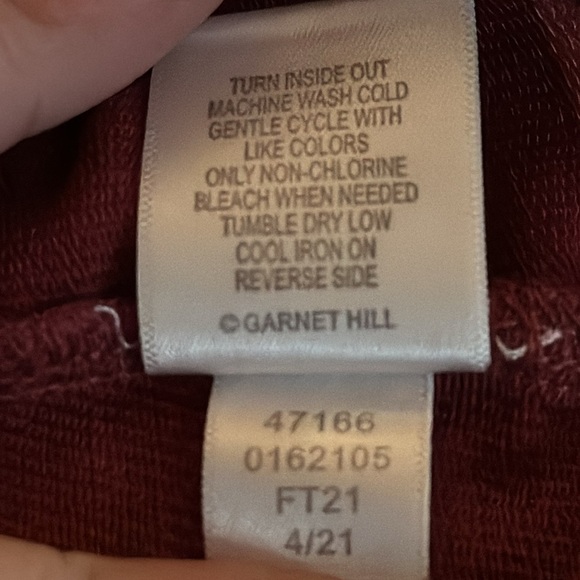 TURN INSIDE OUT
MACHINE WASH COLD
GENTLE CYCLE WITH
LIKE COLORS
ONLY NON-CHLORINE
BLEACH WHEN NEEDED
TUMBLE DRY LOW
COOL IRON ON
REVERSE SIDE
©GARNET HILL
47166
0162105
FT21
4/21